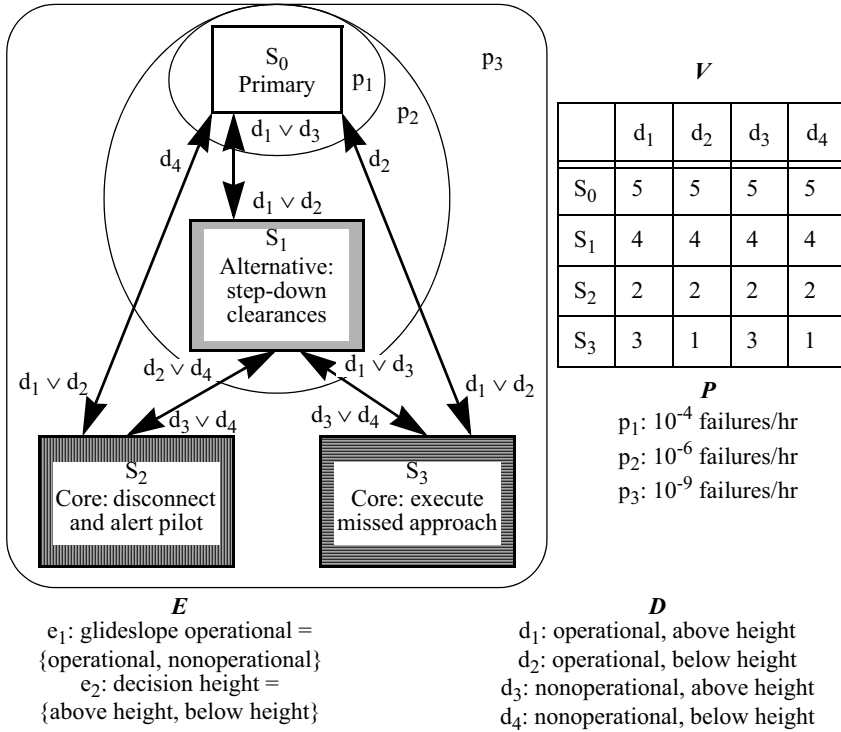 S0
Primary
p1
p2
p3
d1 ∨ d3
d4
d2
d1 ∨ d2
S1
Alternative:
step-down
clearances
d2 ∨ d4
d1 ∨ d3
d1 ∨ d2
d1 ∨ d2
d3 ∨ d4
d3 ∨ d4
S2
Core: disconnect
and alert pilot
S3
Core: execute
missed approach
V
d1 d2 d3 d4
S0 5 5 5 5
S1 4 4 4 4
S2 2 2 2 2
S3 3 1 3 1
P
p1: 10-4 failures/hr
p2: 10-6 failures/hr
p3: 10-9 failures/hr
E
e1: glideslope operational =
{operational, nonoperational}
e2: decision height =
{above height, below height}
D
d1: operational, above height
d2: operational, below height
d3: nonoperational, above height
d4: nonoperational, below height